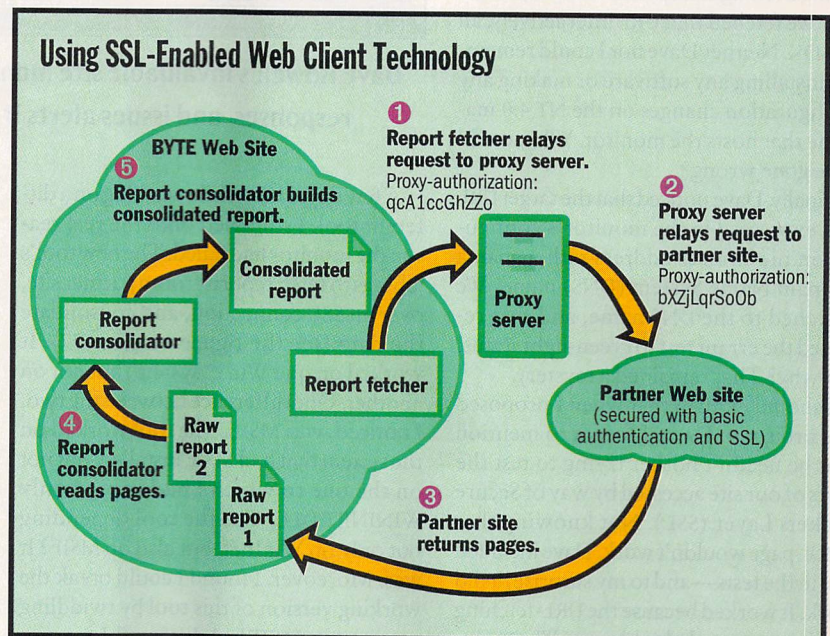 Using SSL-Enabled Web Client Technology
BYTE Web Site
5
Report consolidator builds
consolidated report.
Consolidated
report
Report
consolidator
4
Report
consolidator
reads pages.
Raw
report
2
Raw
report
1
Report fetcher
1
Report fetcher relays
request to proxy server.
Proxy-authorization:
qcA1ccGhZZo
Proxy
server
2
Proxy server
relays request to
partner site.
Proxy-authorization:
bXZjLqrSoOb
Partner Web site
(secured with basic
authentication and SSL)
3
Partner site
returns pages.